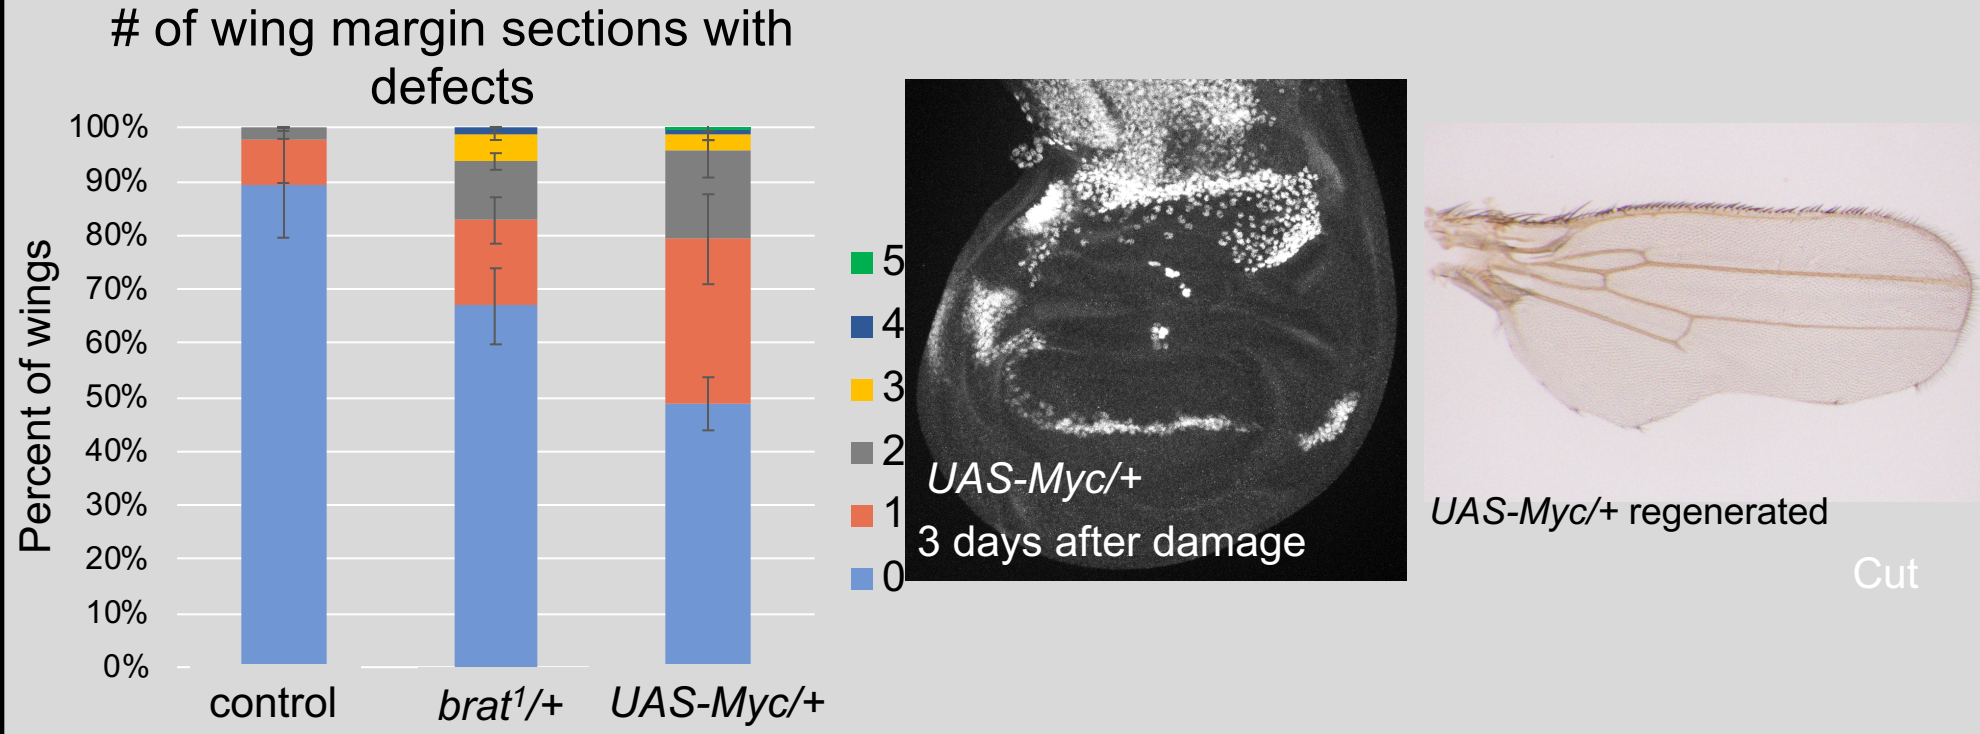 # of wing margin sections with
defects
Percent of wings
100%
90%
80%
70%
60%
50%
40%
30%
20%
10%
0%
control
brat¹/+
UAS-Myc/+
5
4
3
2
1
0
UAS-Myc/+
3 days after damage
UAS-Myc/+ regenerated
Cut